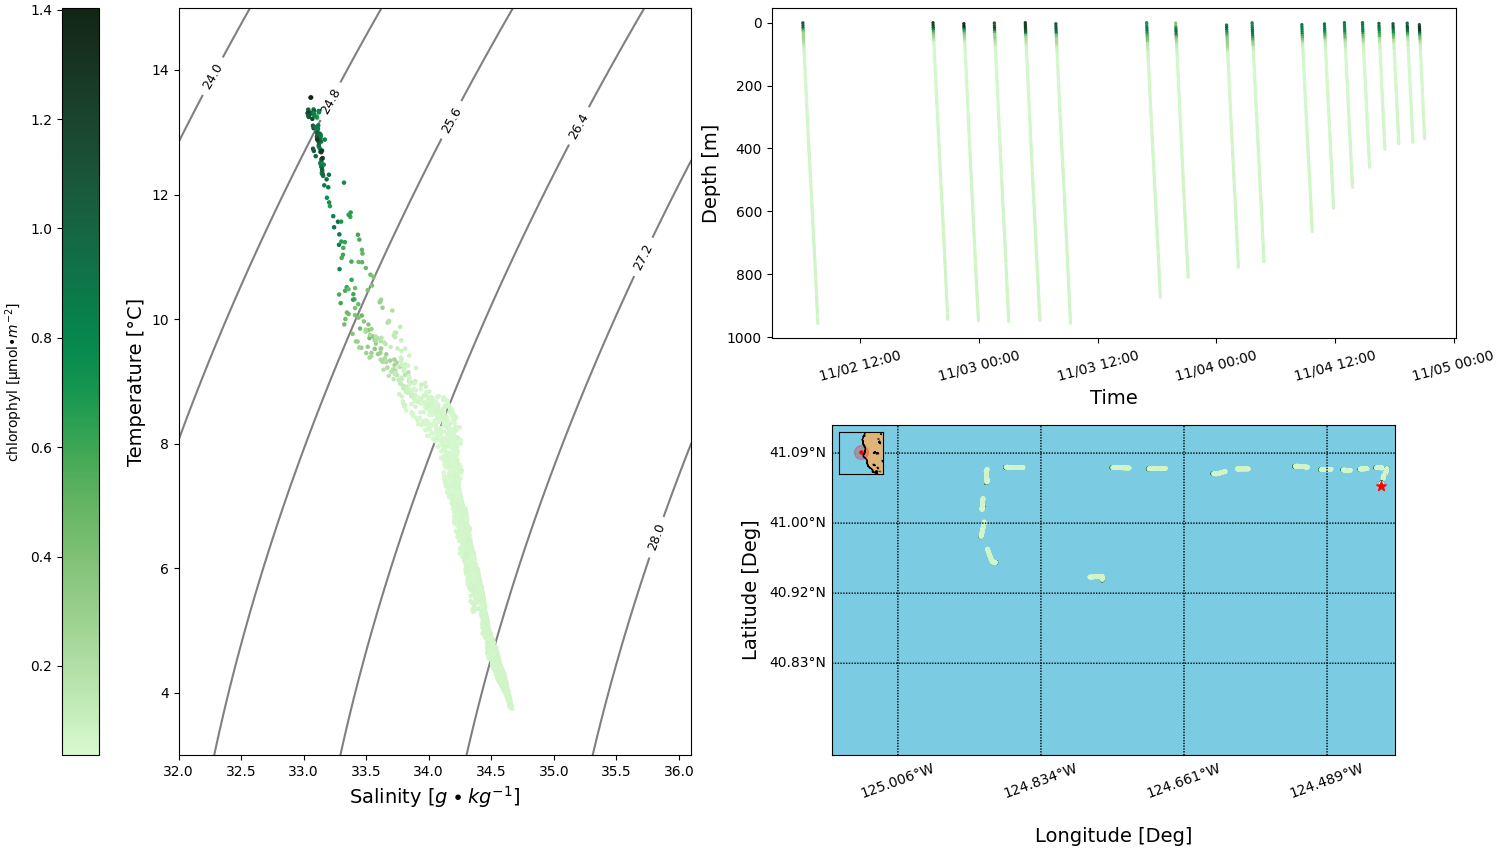 chlorophyl [µmol•m⁻²]
1.4
1.2
1.0
0.8
0.6
0.4
0.2
Temperature [°C]
14
12
10
8
6
4
24.0
24.8
25.6
26.4
27.2
28.0
32.0 32.5 33.0 33.5 34.0 34.5 35.0 35.5 36.0
Salinity [g • kg⁻¹]
Depth [m]
0
200
400
600
800
1000
11/02 12:00 11/03 00:00 11/03 12:00 11/04 00:00 11/04 12:00 11/05 00:00
Time
Latitude [Deg]
41.09°N
41.00°N
40.92°N
40.83°N
125.006°W 124.834°W 124.661°W 124.489°W
Longitude [Deg]